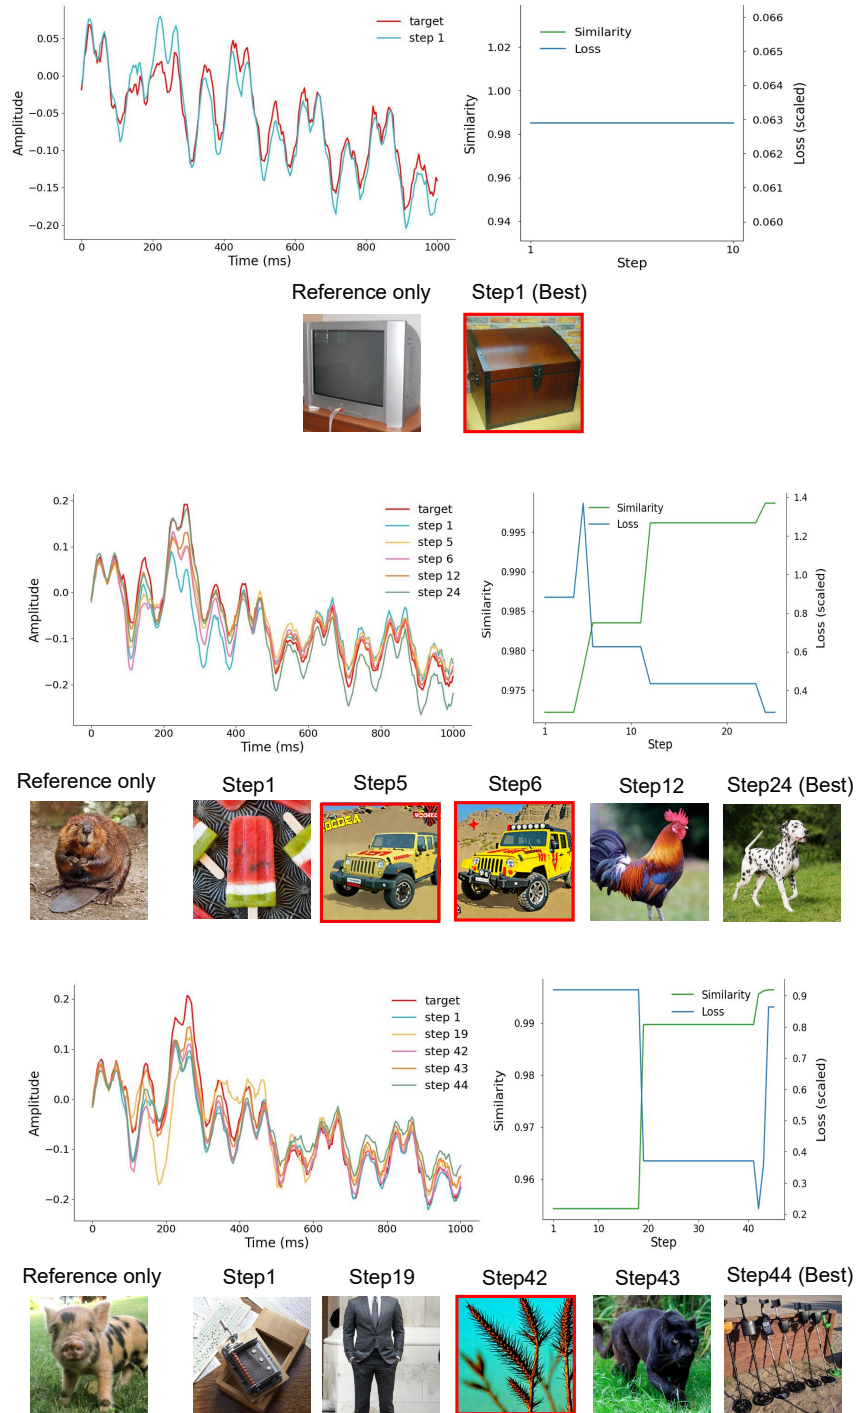 target
step 1
Amplitude
0.05
0.00
−0.05
−0.10
−0.15
−0.20
0
200
400
600
800
1000
Time (ms)
Similarity
Loss
Similarity
1.02
1.00
0.98
0.96
0.94
0.066
0.065
0.064
0.063
0.062
0.061
0.060
Loss (scaled)
1
10
Step
Reference only
Step1 (Best)
target
step 1
step 5
step 6
step 12
step 24
Amplitude
0.2
0.1
0.0
−0.1
−0.2
0
200
400
600
800
1000
Time (ms)
Similarity
Loss
Similarity
0.995
0.990
0.985
0.980
0.975
1.4
1.2
1.0
0.8
0.6
0.4
Loss (scaled)
1
10
20
Step
Reference only
Step1
Step5
Step6
Step12
Step24 (Best)
target
step 1
step 19
step 42
step 43
step 44
Amplitude
0.2
0.1
0.0
−0.1
−0.2
0
200
400
600
800
1000
Time (ms)
Similarity
Loss
Similarity
0.99
0.98
0.97
0.96
0.9
0.8
0.7
0.6
0.5
0.4
0.3
0.2
Loss (scaled)
1
10
20
30
40
Step
Reference only
Step1
Step19
Step42
Step43
Step44 (Best)